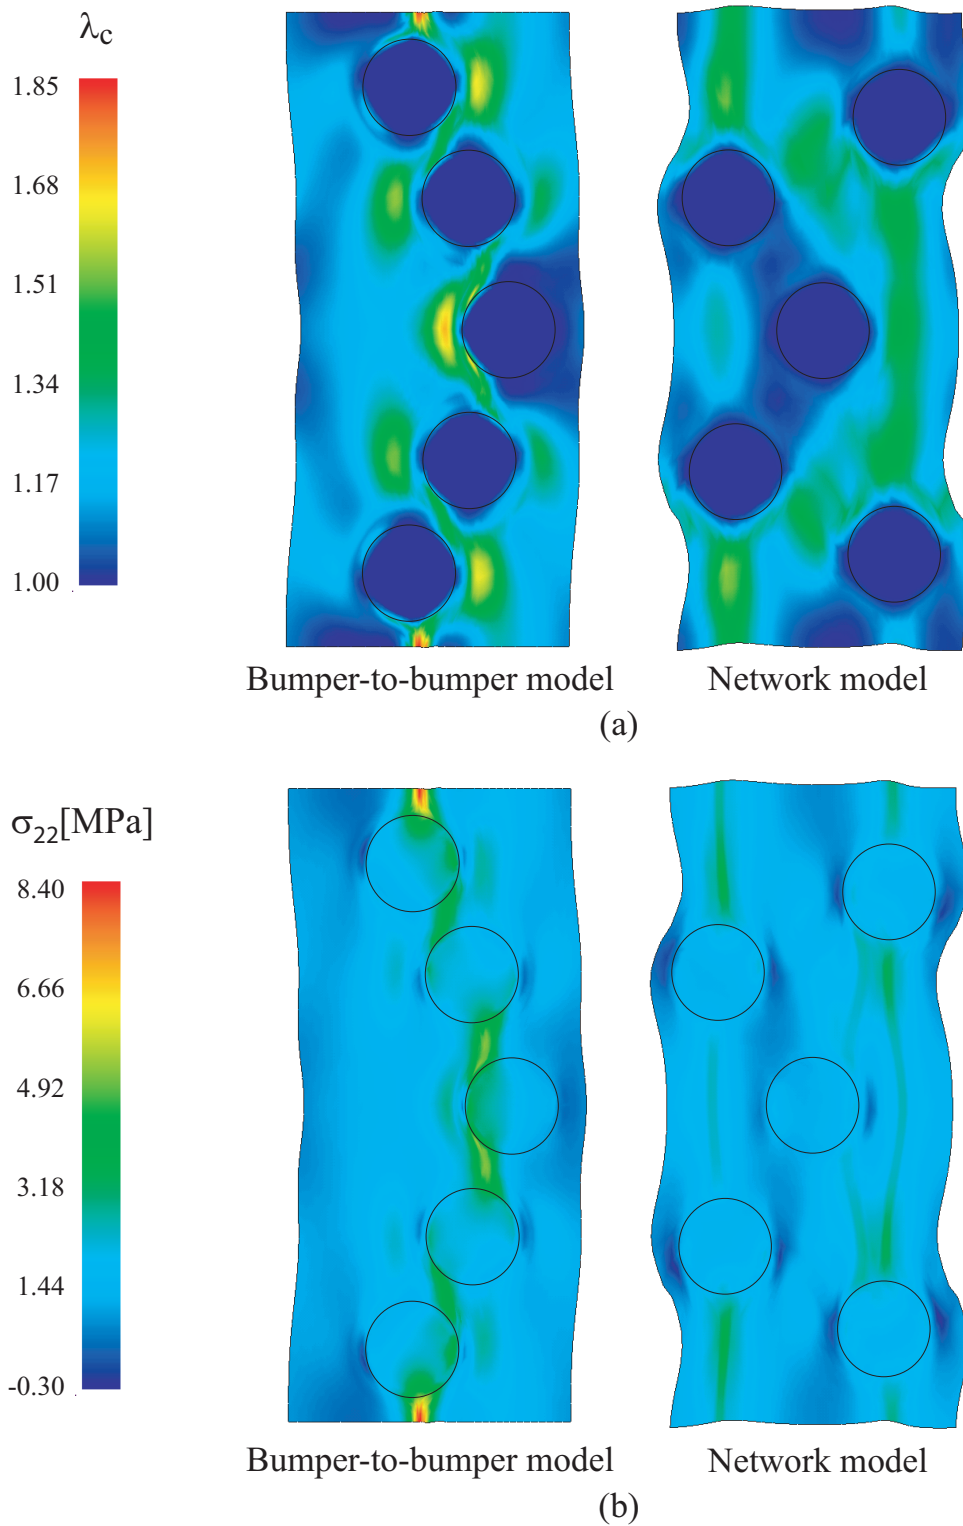 λc
1.85
1.68
1.51
1.34
1.17
1.00
Bumper-to-bumper model
Network model
(a)
σ22[MPa]
8.40
6.66
4.92
3.18
1.44
-0.30
Bumper-to-bumper model
Network model
(b)